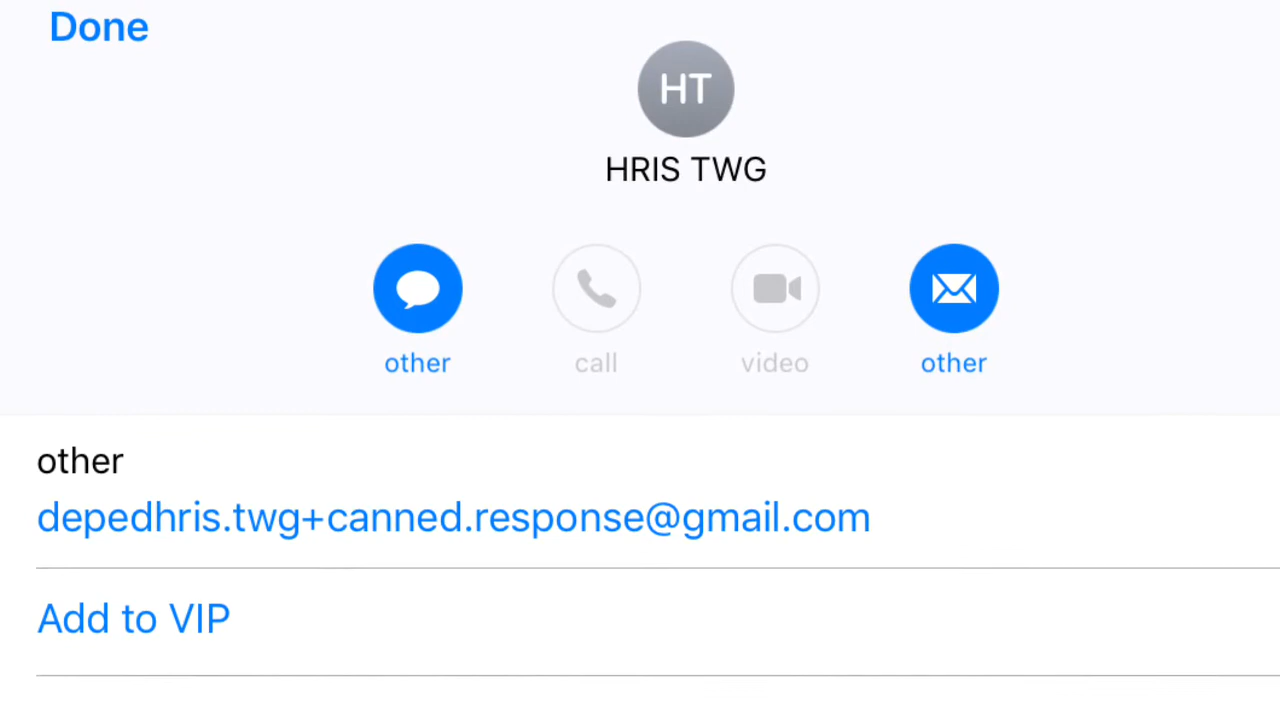 Done
HT
HRIS TWG
other call video other
other
depedhris.twg+canned.response@gmail.com
Add to VIP